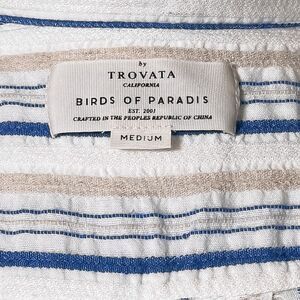 by
TROVATA
CALIFORNIA
BIRDS OF PARADIS
EST. 2001
CRAFTED IN THE PEOPLES REPUBLIC OF CHINA
MEDIUM